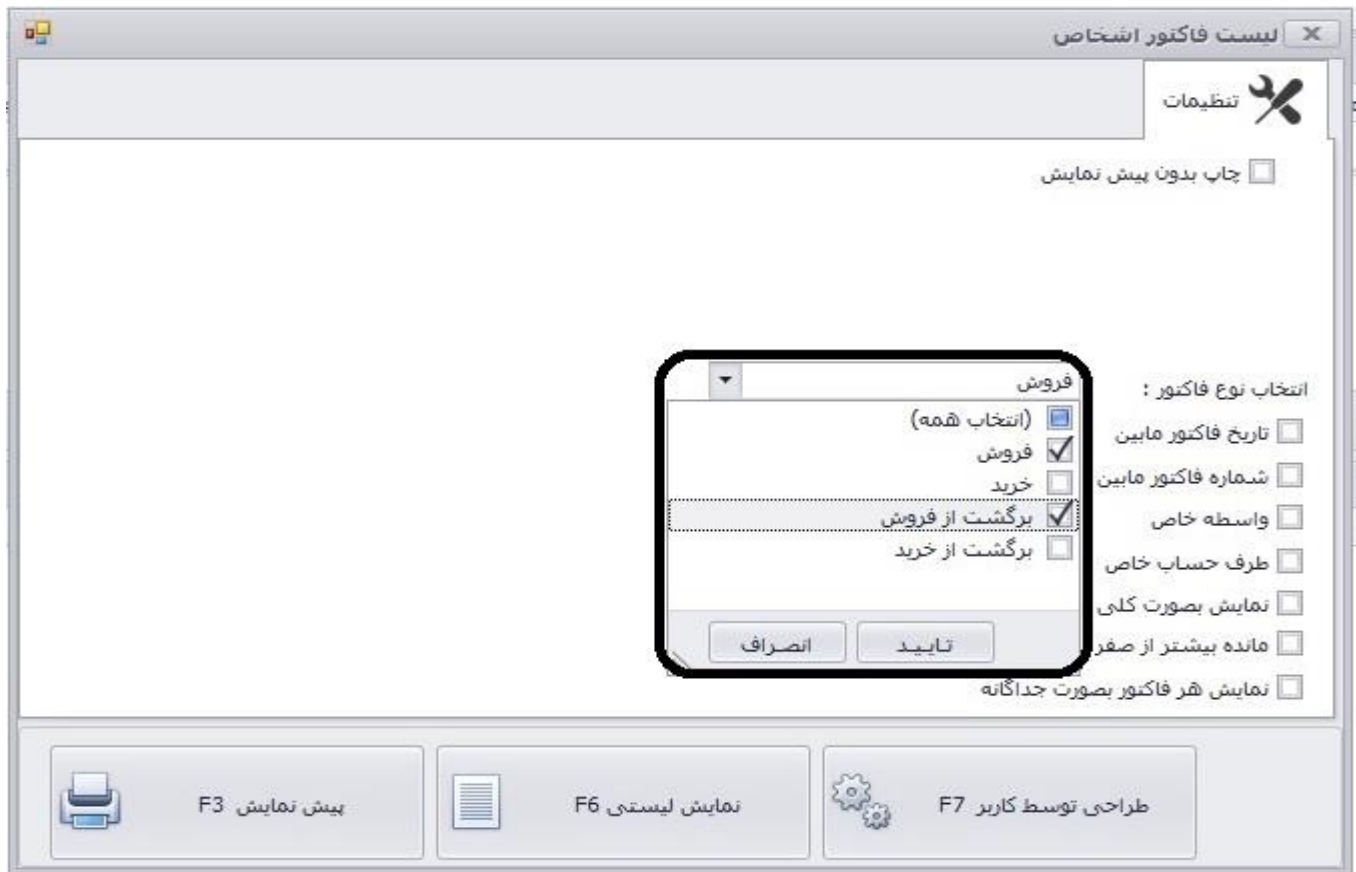 لیست فاکتور اشخاص
تنظیمات
چاپ بدون پیش نمایش
انتخاب نوع فاکتور :
فروش
(انتخاب همه)
فروش
خرید
برگشت از فروش
برگشت از خرید
تایید
انصراف
تاریخ فاکتور مابین
شماره فاکتور مابین
واسطه خاص
طرف حساب خاص
نمایش بصورت کلی
مانده بیشتر از صفر
نمایش هر فاکتور بصورت جداگانه
طراحی توسط کاربر F7
نمایش لیستی F6
پیش نمایش F3